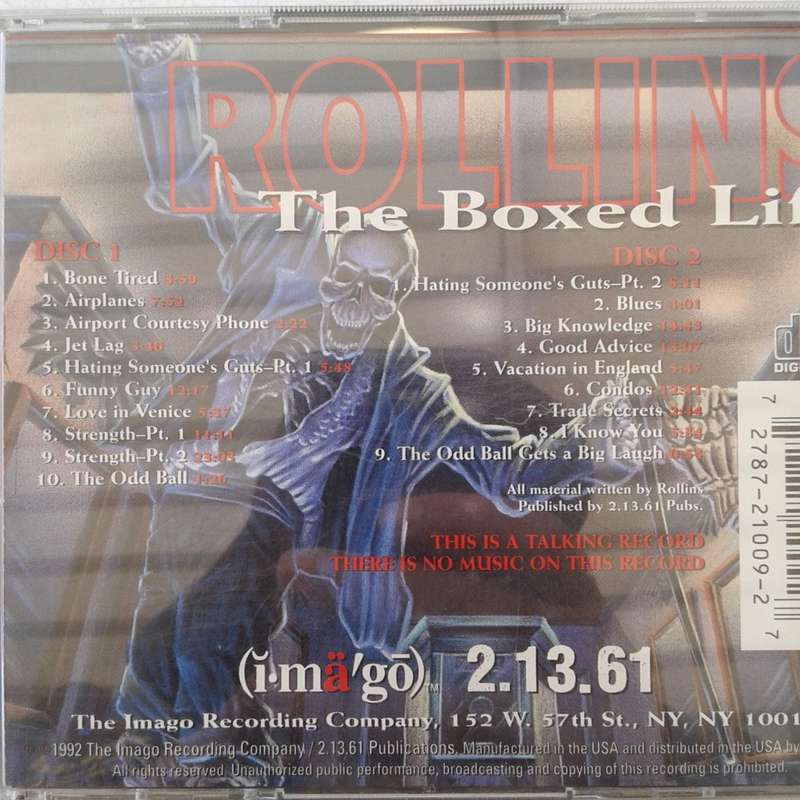 ROLLINS
The Boxed Lif
DISC 1
1. Bone Tired
2. Airplanes 7:52
3. Airport Courtesy Phone 2:22
4. Jet Lag
5. Hating Someone's Guts–Pt. 1 5:48
6. Funny Guy 12:17
7. Love in Venice
8. Strength–Pt. 1
9. Strength–Pt. 2
10. The Odd Ball
DISC 2
1. Hating Someone's Guts–Pt. 2
2. Blues
3. Big Knowledge
4. Good Advice
5. Vacation in England
6. Condos
7. Trade Secrets
8. I Know You
9. The Odd Ball Gets a Big Laugh
All material written by Rollins
Published by 2.13.61 Pubs.
THIS IS A TALKING RECORD
THERE IS NO MUSIC ON THIS RECORD
DIG
7 2787-21009-2 7
(ĭ·mä′gō)™ 2.13.61
The Imago Recording Company, 152 W. 57th St., NY, NY 1001
1992 The Imago Recording Company / 2.13.61 Publications, Manufactured in the USA and distributed in the USA by
All rights reserved. Unauthorized public performance, broadcasting and copying of this recording is prohibited.